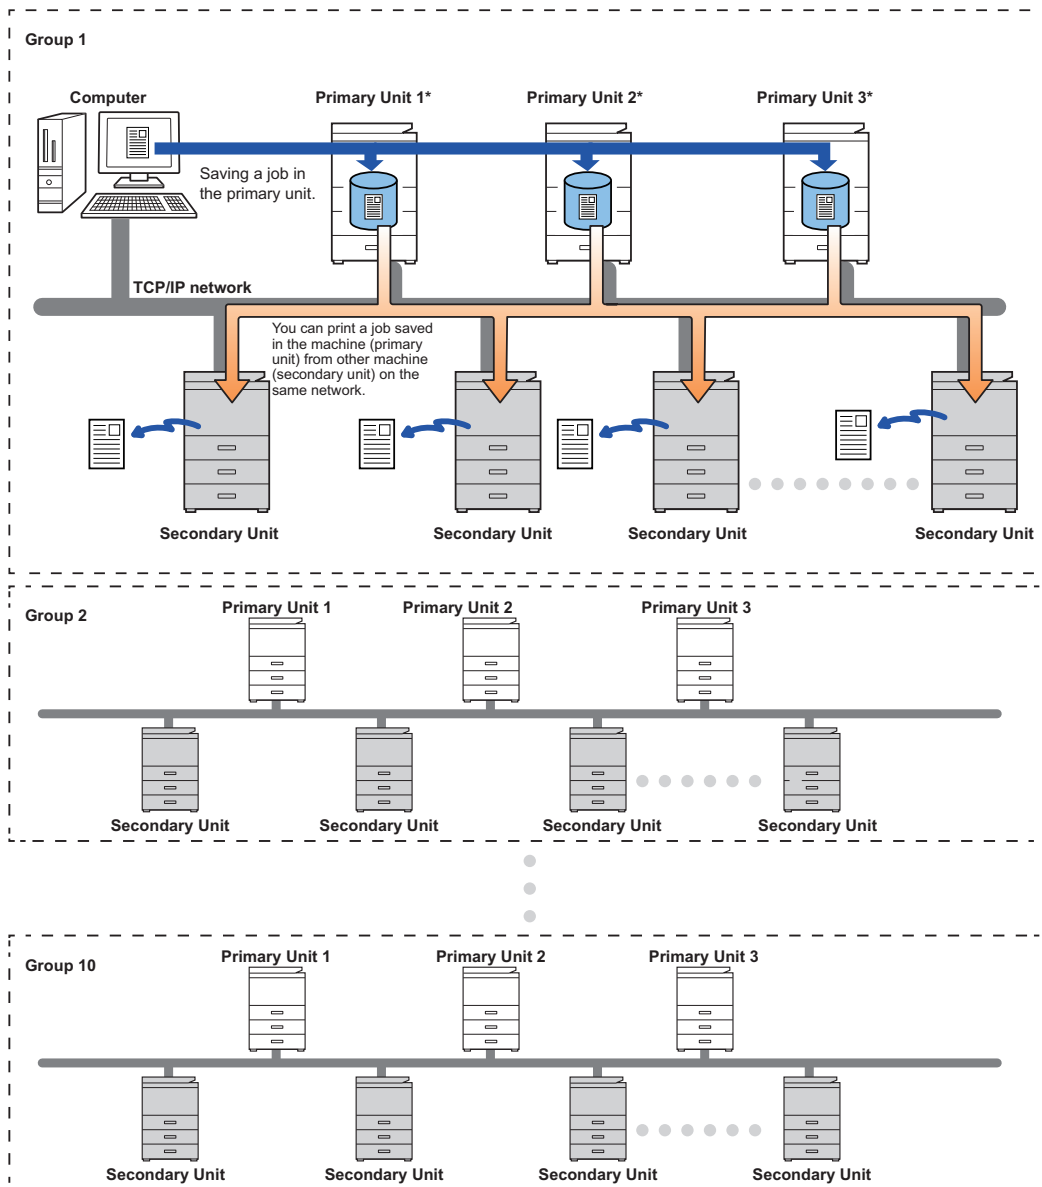 Group 1
Computer
Primary Unit 1*
Primary Unit 2*
Primary Unit 3*
Saving a job in
the primary unit.
TCP/IP network
You can print a job saved
in the machine (primary
unit) from other machine
(secondary unit) on the
same network.
Secondary Unit
Secondary Unit
Secondary Unit
Secondary Unit
Group 2
Primary Unit 1
Primary Unit 2
Primary Unit 3
Secondary Unit
Secondary Unit
Secondary Unit
Secondary Unit
Group 10
Primary Unit 1
Primary Unit 2
Primary Unit 3
Secondary Unit
Secondary Unit
Secondary Unit
Secondary Unit